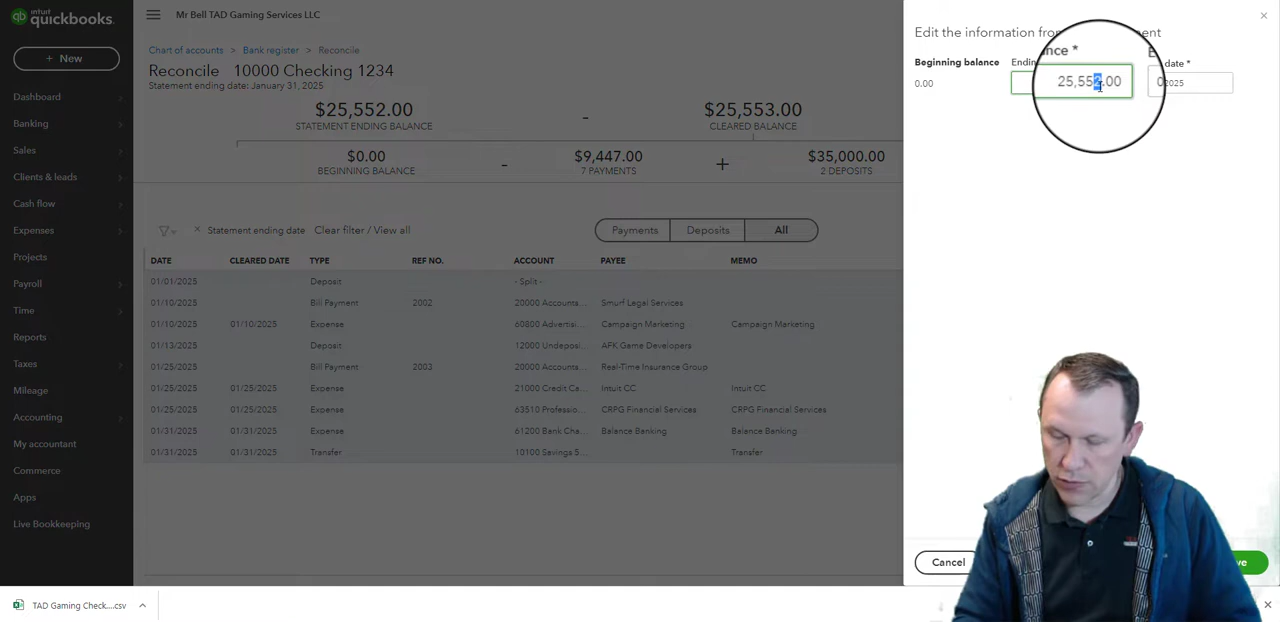 intuit
quickbooks.
Mr Bell TAD Gaming Services LLC
+ New
Dashboard
Banking
Sales
Clients & leads
Cash flow
Expenses
Projects
Payroll
Time
Reports
Taxes
Mileage
Accounting
My accountant
Commerce
Apps
Live Bookkeeping
Chart of accounts > Bank register > Reconcile
Reconcile 10000 Checking 1234
Statement ending date: January 31, 2025
$25,552.00 - $25,553.00
STATEMENT ENDING BALANCE CLEARED BALANCE
$0.00 - $9,447.00 + $35,000.00
BEGINNING BALANCE 7 PAYMENTS 2 DEPOSITS
× Statement ending date Clear filter / View all Payments Deposits All
DATE CLEARED DATE TYPE REF NO. ACCOUNT PAYEE MEMO
01/01/2025 Deposit - Split -
01/10/2025 Bill Payment 2002 20000 Accounts... Smurf Legal Services
01/10/2025 01/10/2025 Expense 60800 Advertisi... Campaign Marketing Campaign Marketing
01/13/2025 Deposit 12000 Undeposi... AFK Game Developers
01/25/2025 Bill Payment 2003 20000 Accounts... Real-Time Insurance Group
01/25/2025 01/25/2025 Expense 21000 Credit Ca... Intuit CC Intuit CC
01/25/2025 01/25/2025 Expense 63510 Professio... CRPG Financial Services CRPG Financial Services
01/31/2025 01/31/2025 Expense 61200 Bank Cha... Balance Banking Balance Banking
01/31/2025 01/31/2025 Transfer 10100 Savings S... Transfer
Edit the information
Beginning balance date *
0.00 25,552.00 2025
Cancel
TAD Gaming Check....csv